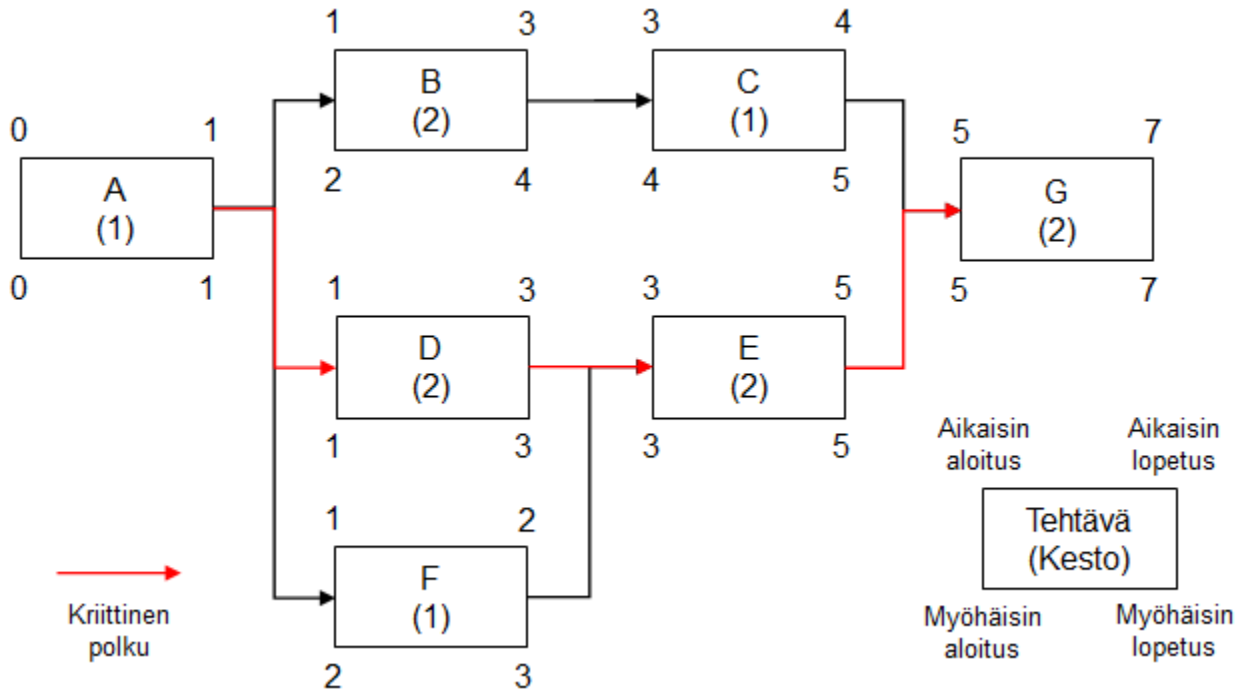 1 3 3 4
B
(2)
C
(1)
2 4 4 5
0 1
A
(1)
0 1
5 7
G
(2)
5 7
1 3 3 5
D
(2)
E
(2)
1 3 3 5
1 2
F
(1)
2 3
Kriittinen
polku
Aikaisin
aloitus
Aikaisin
lopetus
Tehtävä
(Kesto)
Myöhäisin
aloitus
Myöhäisin
lopetus